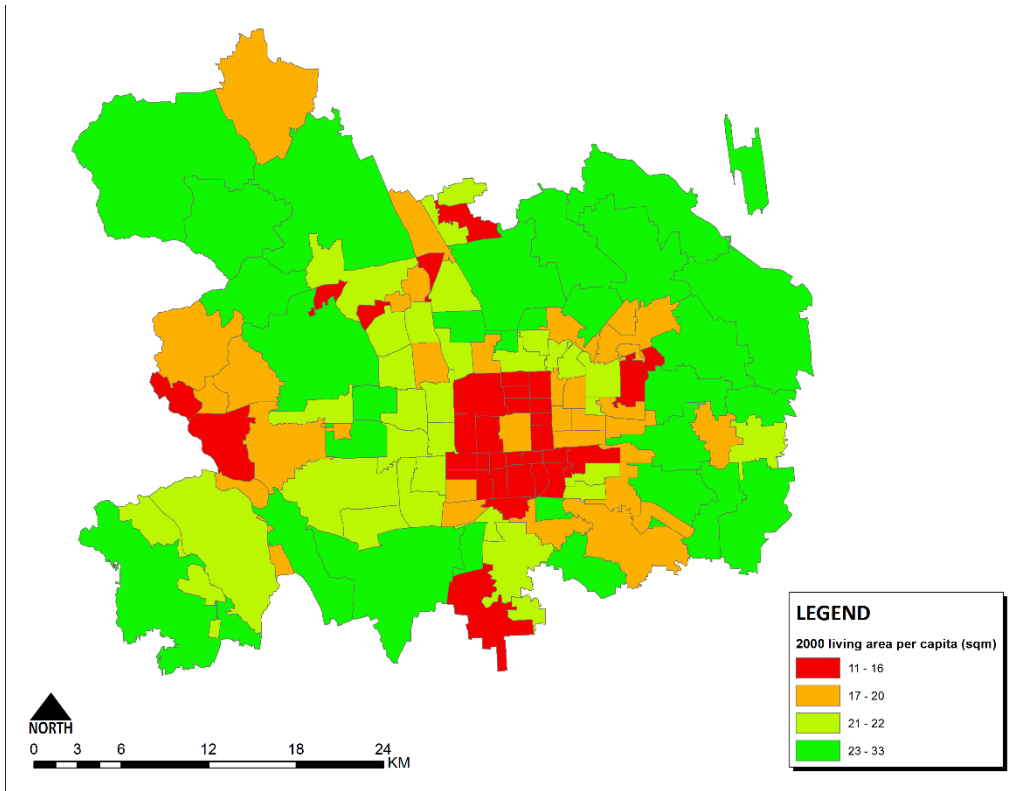 LEGEND
2000 living area per capita (sqm)
11 - 16
17 - 20
21 - 22
23 - 33
NORTH
0 3 6 12 18 24
KM